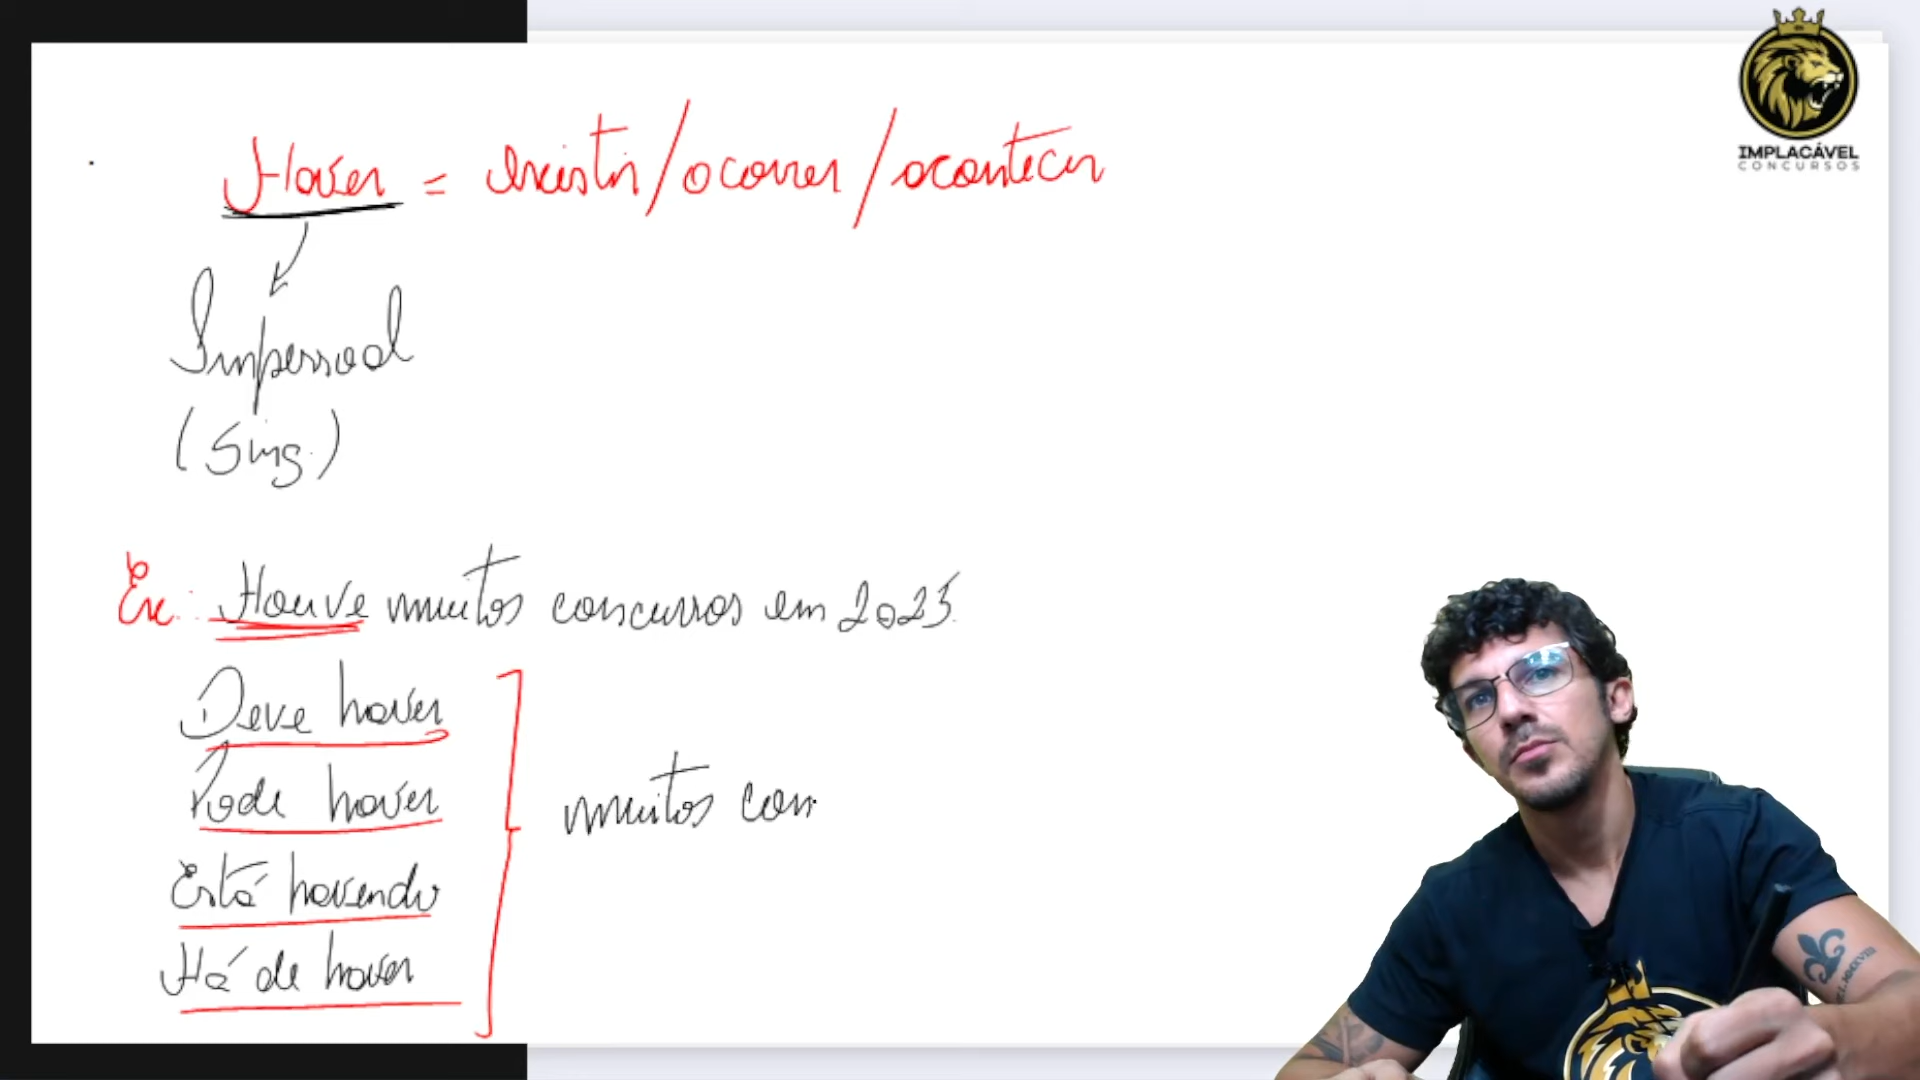 IMPLACÁVEL
CONCURSOS
Haver = existir / ocorrer / acontecer
Impessoal
(Sing.)
Ex: Houve muitos concursos em 2023.
Deve haver
Pode haver
Está havendo
Há de haver
muitos con